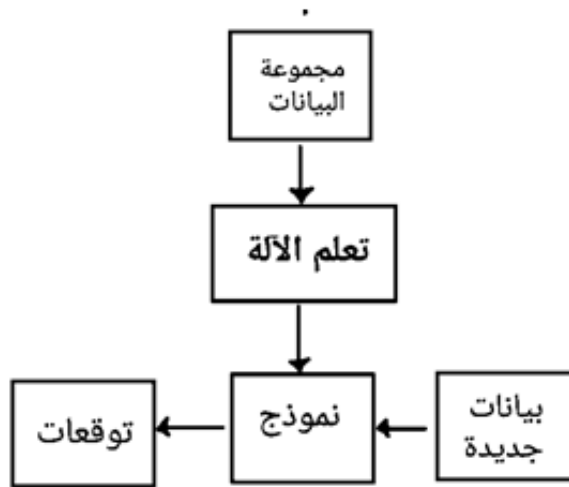 مجموعة
البيانات
تعلم الآلة
بيانات
جديدة
نموذج
توقعات